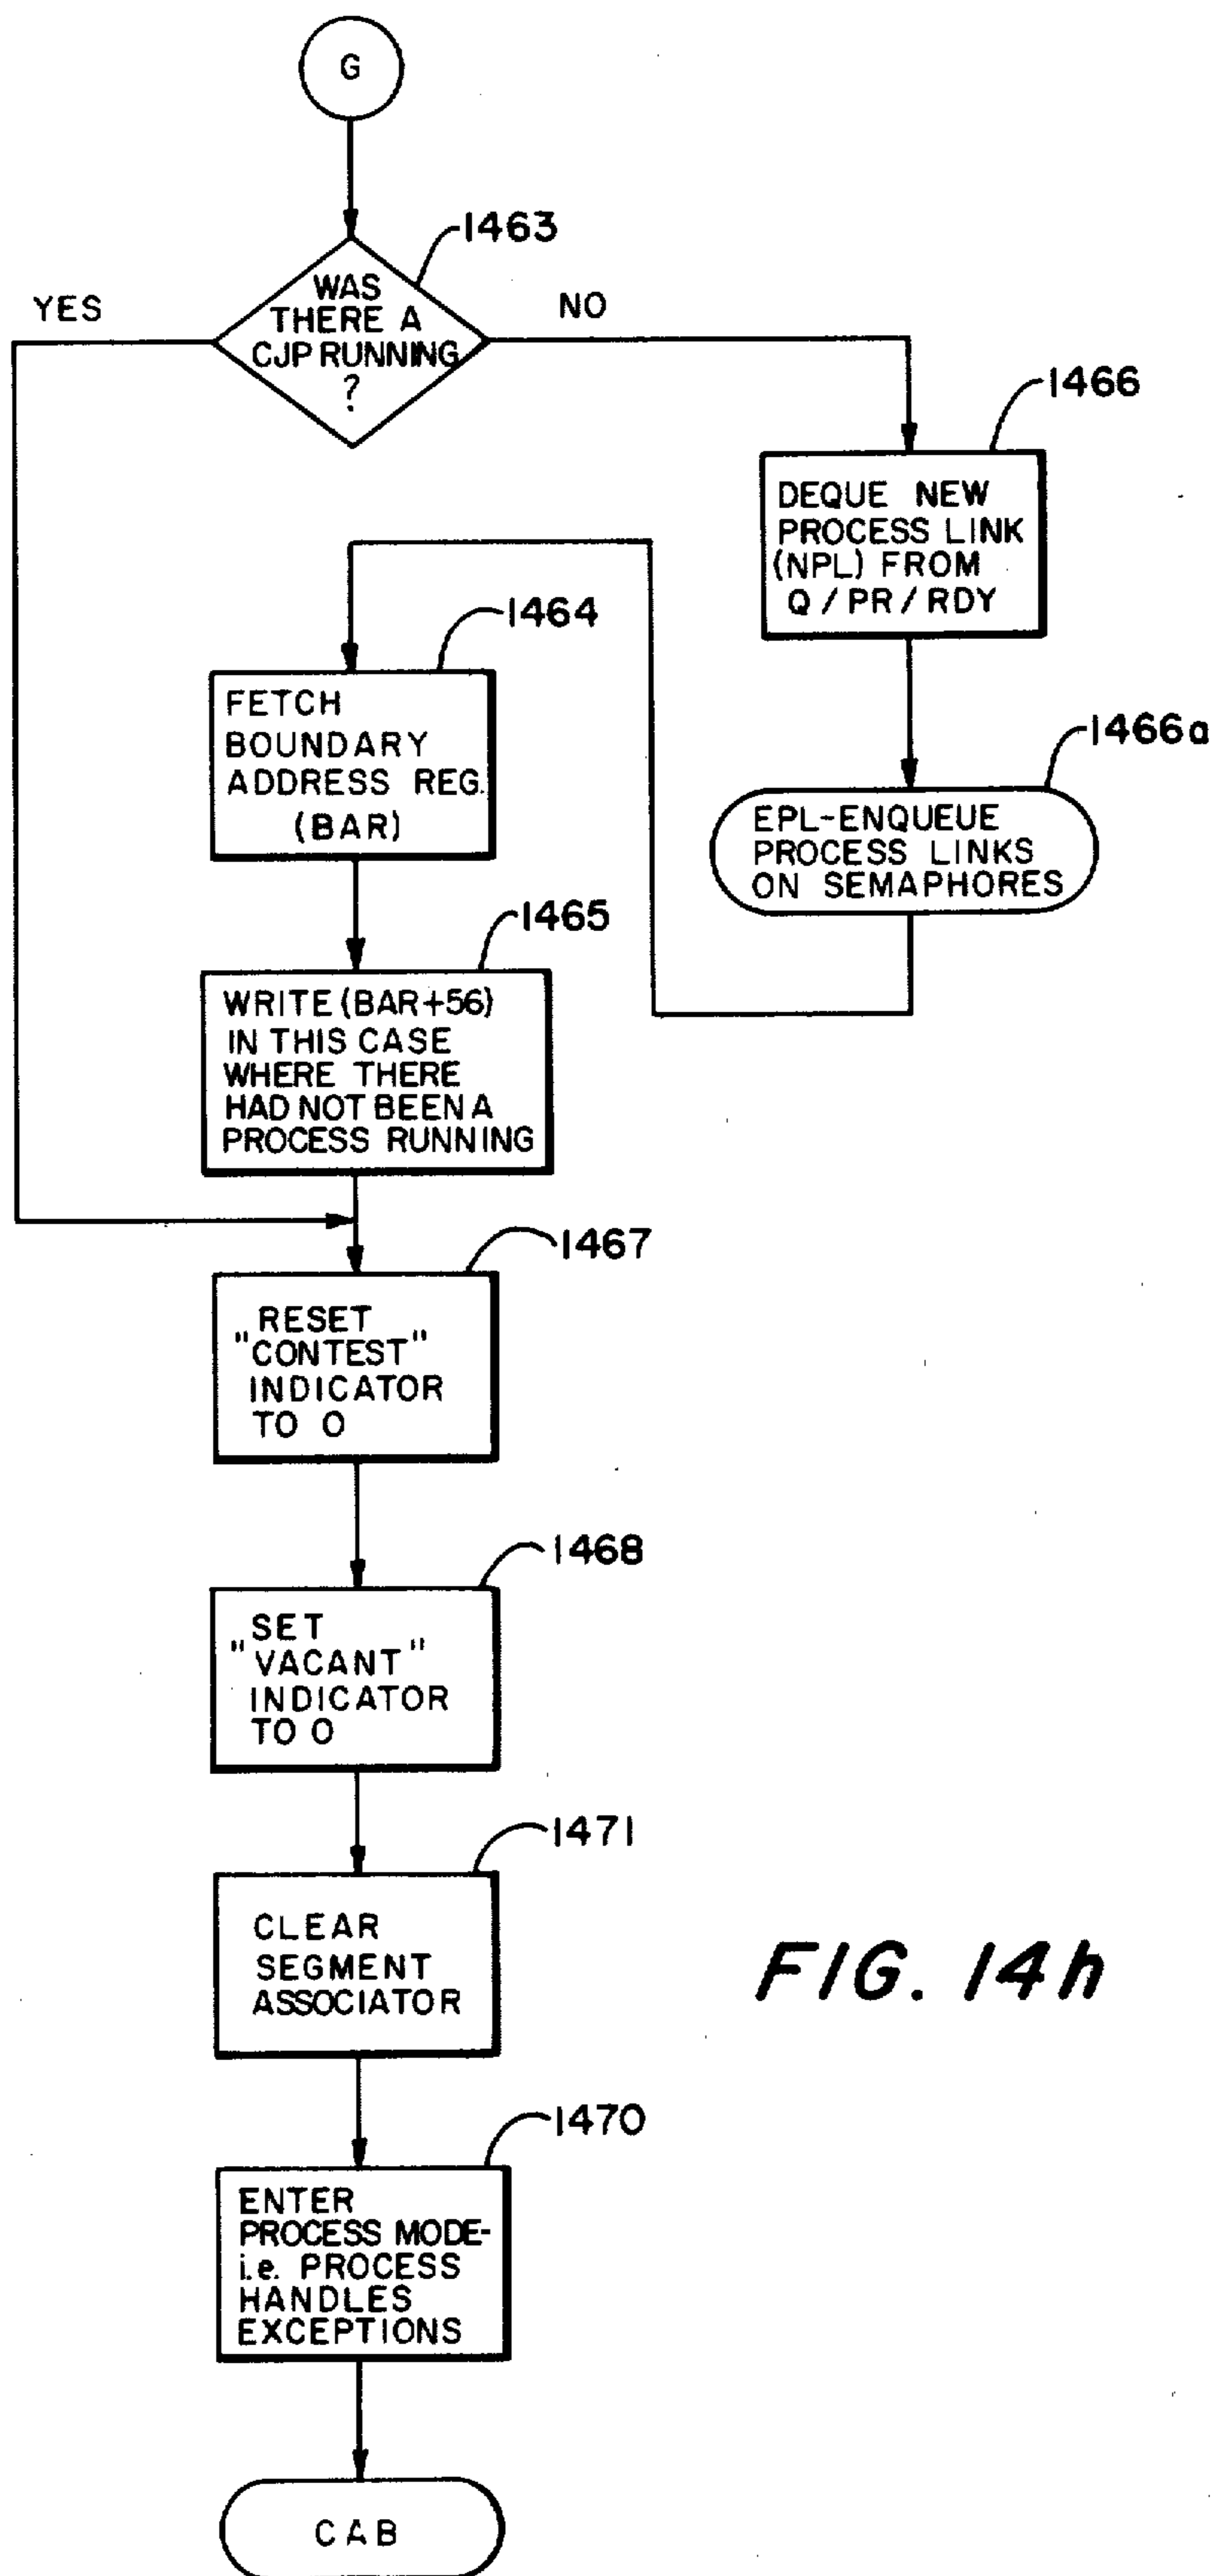 G
1463
WAS
THERE A
CJP RUNNING
?
YES
NO
1466
DEQUE NEW
PROCESS LINK
(NPL) FROM
Q / PR / RDY
1466a
EPL-ENQUEUE
PROCESS LINKS
ON SEMAPHORES
1464
FETCH
BOUNDARY
ADDRESS REG.
(BAR)
1465
WRITE (BAR+56)
IN THIS CASE
WHERE THERE
HAD NOT BEEN A
PROCESS RUNNING
1467
RESET
"CONTEST"
INDICATOR
TO 0
1468
SET
"VACANT"
INDICATOR
TO 0
1471
CLEAR
SEGMENT
ASSOCIATOR
1470
ENTER
PROCESS MODE-
i.e. PROCESS
HANDLES
EXCEPTIONS
CAB
FIG. 14h